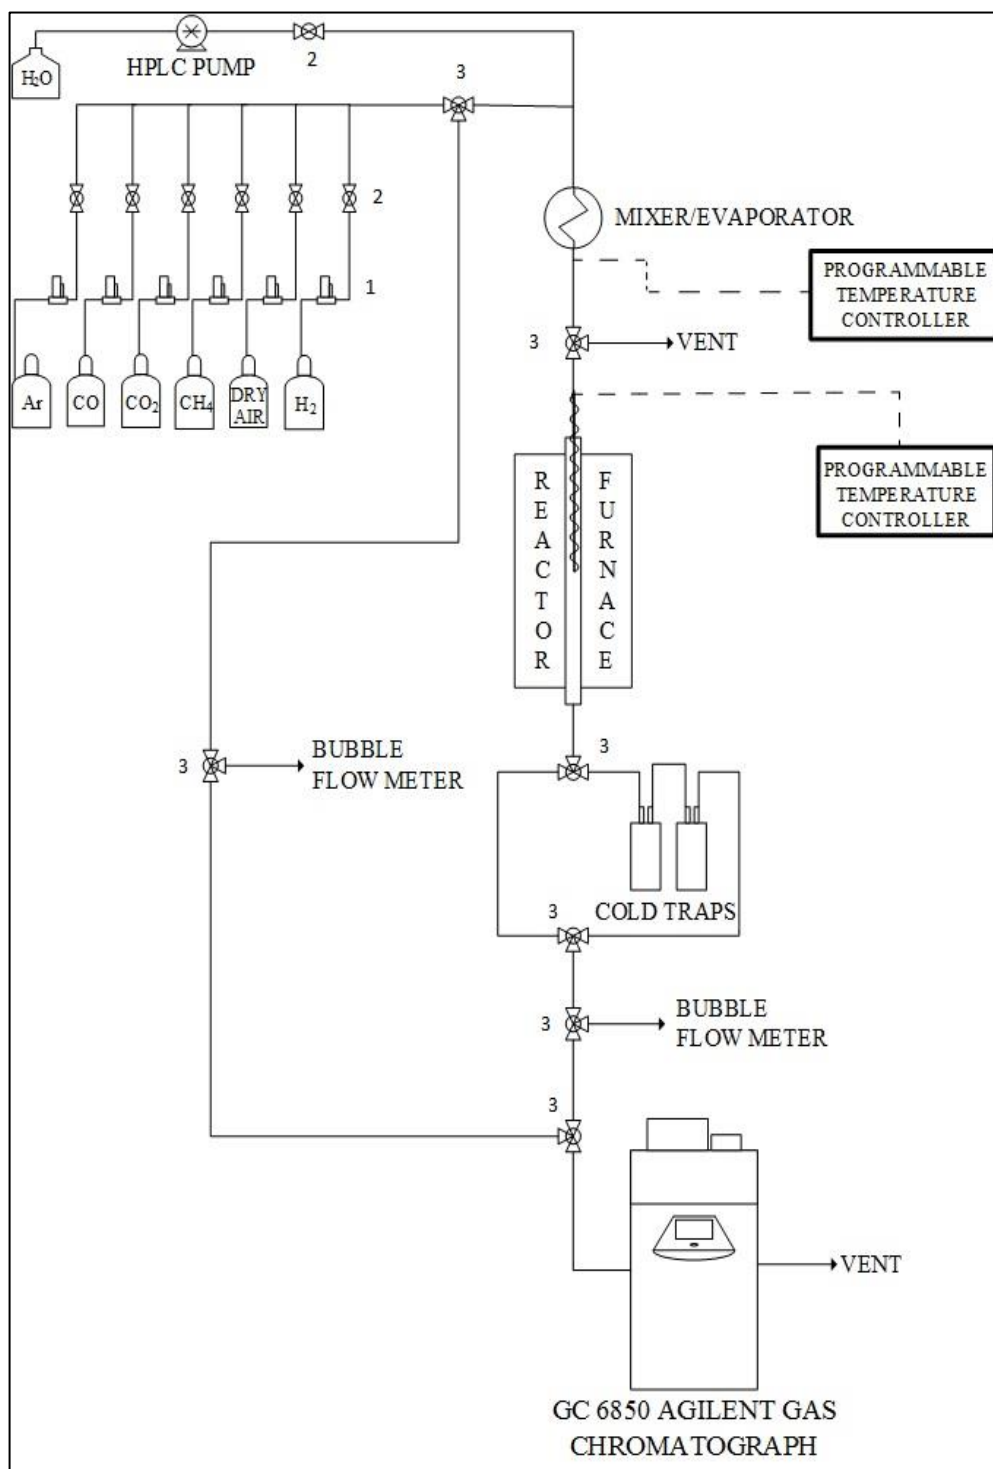 H₂O
HPLC PUMP
2
3
2
MIXER/EVAPORATOR
PROGRAMMABLE
TEMPERATURE
CONTROLLER
1
3
VENT
Ar
CO
CO₂
CH₄
DRY
AIR
H₂
PROGRAMMABLE
TEMPERATURE
CONTROLLER
REACTOR
FURNACE
3
BUBBLE
FLOW METER
3
COLD TRAPS
3
3
BUBBLE
FLOW METER
3
VENT
GC 6850 AGILENT GAS
CHROMATOGRAPH